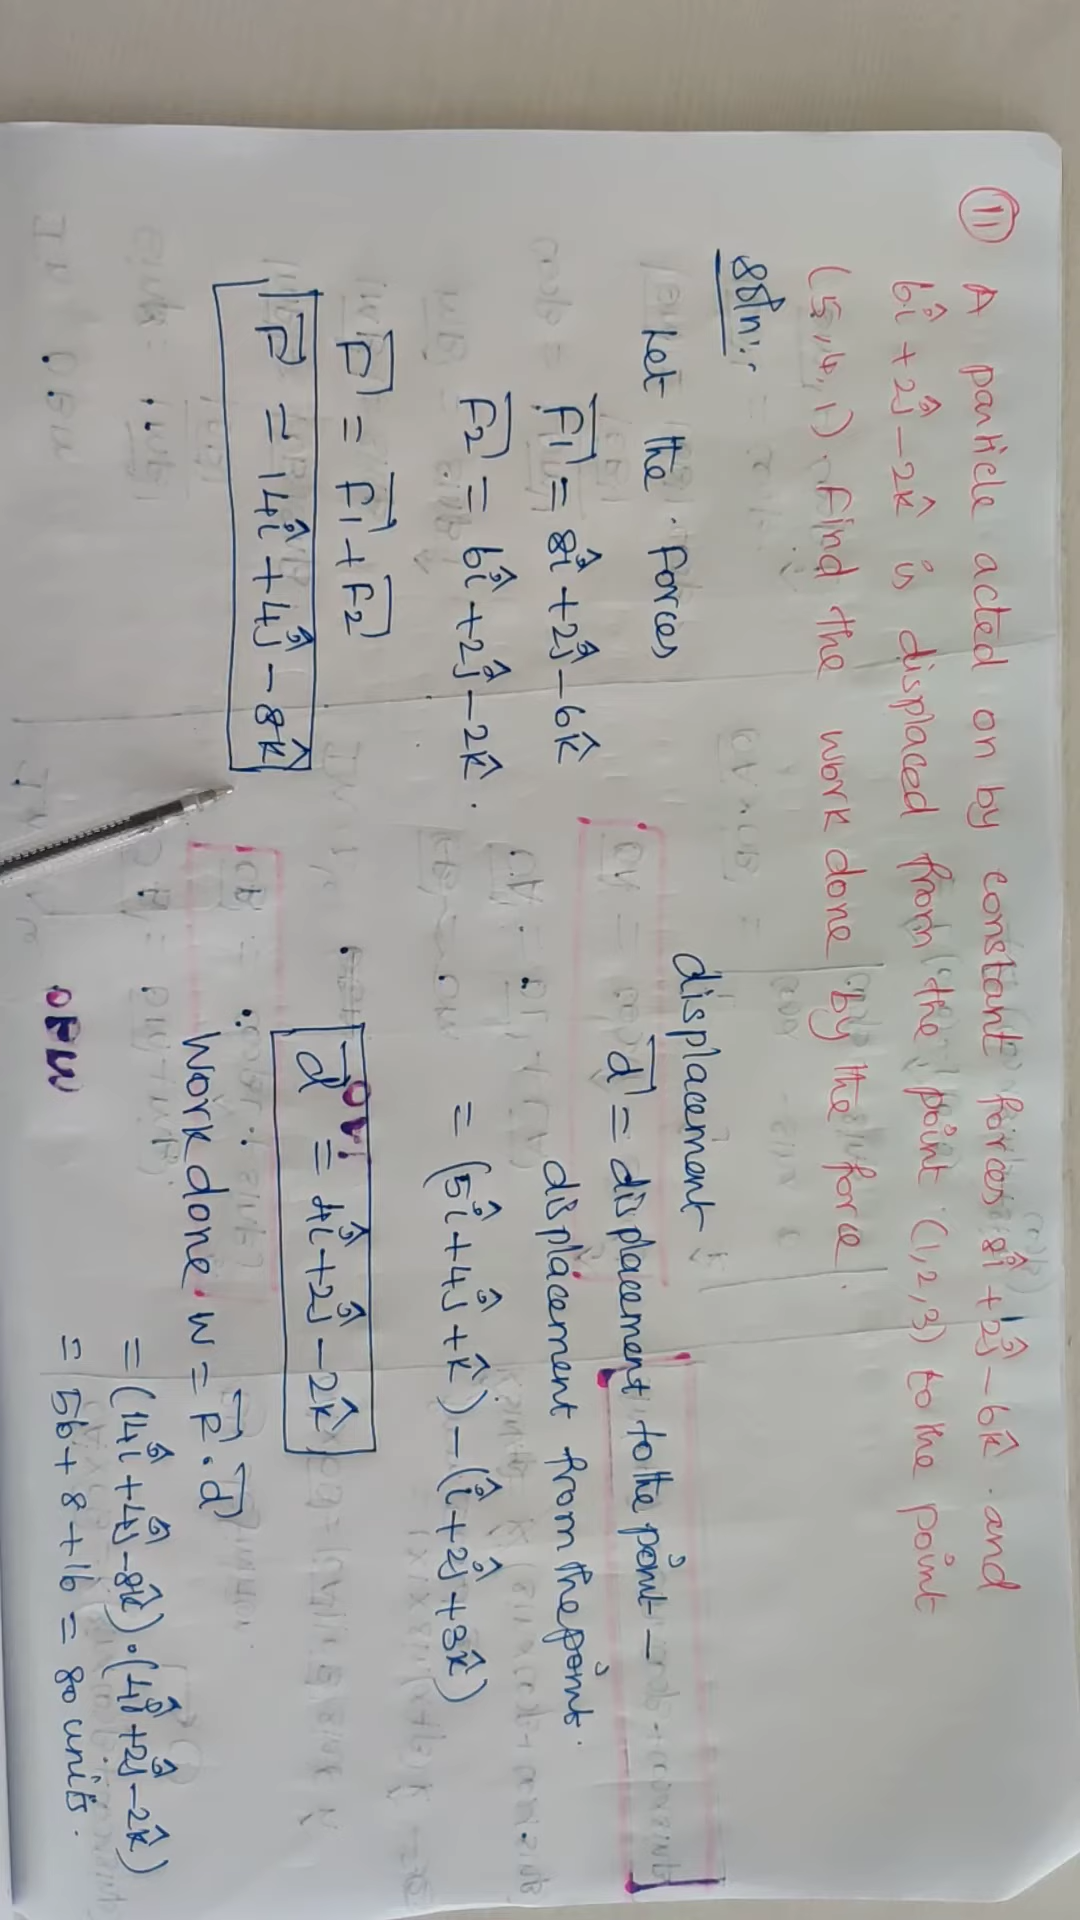 ⑪ A particle acted on by constant forces 8î + 2ĵ − 6k̂ and
6î + 2ĵ − 2k̂ is displaced from the point (1, 2, 3) to the point
(5, 4, 1). Find the work done by the force.
soln:
Let the forces
F1 = 8î + 2ĵ − 6k̂
F2 = 6î + 2ĵ − 2k̂.
F = F1 + F2
F = 14î + 4ĵ − 8k̂
displacement
d = displacement to the point −
displacement from the point.
= (5î + 4ĵ + k̂) − (î + 2ĵ + 3k̂)
d = 4î + 2ĵ − 2k̂
Work done W = F . d
= (14î + 4ĵ − 8k̂) . (4î + 2ĵ − 2k̂)
= 56 + 8 + 16 = 80 units.